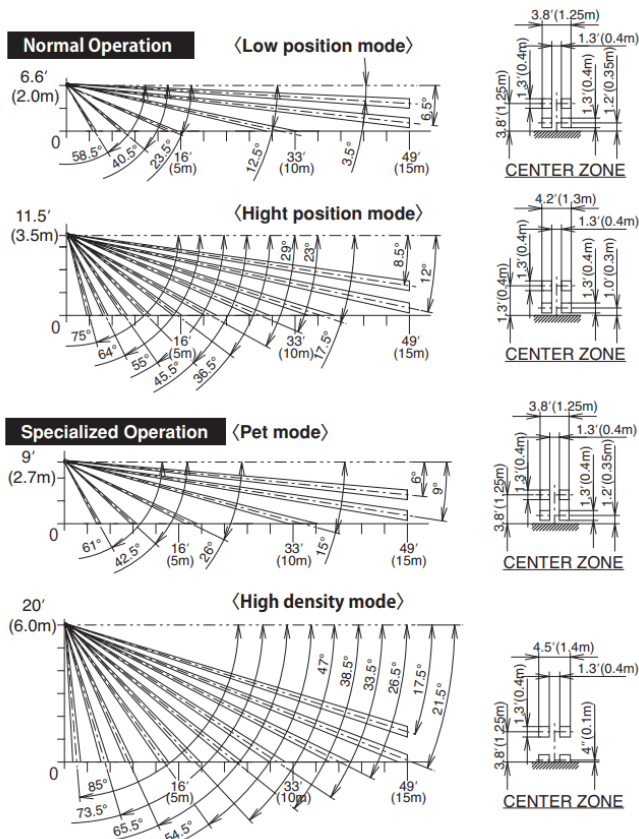 Normal Operation 〈Low position mode〉
6.6′
(2.0m)
0
58.5°
40.5°
23.5°
12.5°
3.5°
6.5°
16′
(5m)
33′
(10m)
49′
(15m)
3.8′(1.25m)
1.3′(0.4m)
1.3′(0.4m)
3.8′(1.25m)
1.3′(0.4m)
1.2′(0.35m)
CENTER ZONE
〈Hight position mode〉
11.5′
(3.5m)
0
75°
64°
55°
45.5°
36.5°
29°
23°
17.5°
8.5°
12°
16′
(5m)
33′
(10m)
49′
(15m)
4.2′(1.3m)
1.3′(0.4m)
1.3′(0.4m)
1.3′(0.4m)
1.3′(0.4m)
1.0′(0.3m)
CENTER ZONE
Specialized Operation 〈Pet mode〉
9′
(2.7m)
0
61°
42.5°
26°
15°
6°
9°
16′
(5m)
33′
(10m)
49′
(15m)
3.8′(1.25m)
1.3′(0.4m)
1.3′(0.4m)
3.8′(1.25m)
1.3′(0.4m)
1.2′(0.35m)
CENTER ZONE
〈High density mode〉
20′
(6.0m)
0
85°
73.5°
65.5°
54.5°
47°
38.5°
33.5°
26.5°
17.5°
21.5°
16′
(5m)
33′
(10m)
49′
(15m)
4.5′(1.4m)
1.3′(0.4m)
1.3′(0.4m)
3.8′(1.25m)
4″(0.1m)
CENTER ZONE